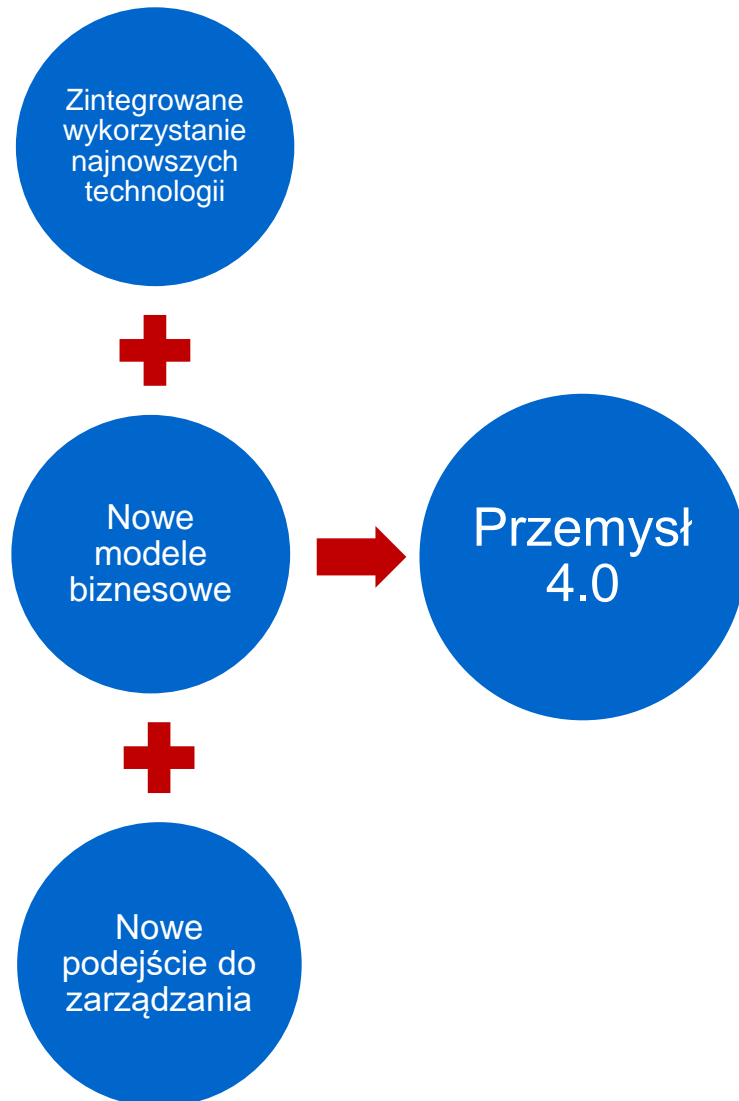 Zintegrowane
wykorzystanie
najnowszych
technologii
Nowe
modele
biznesowe
Przemysł
4.0
Nowe
podejście do
zarządzania